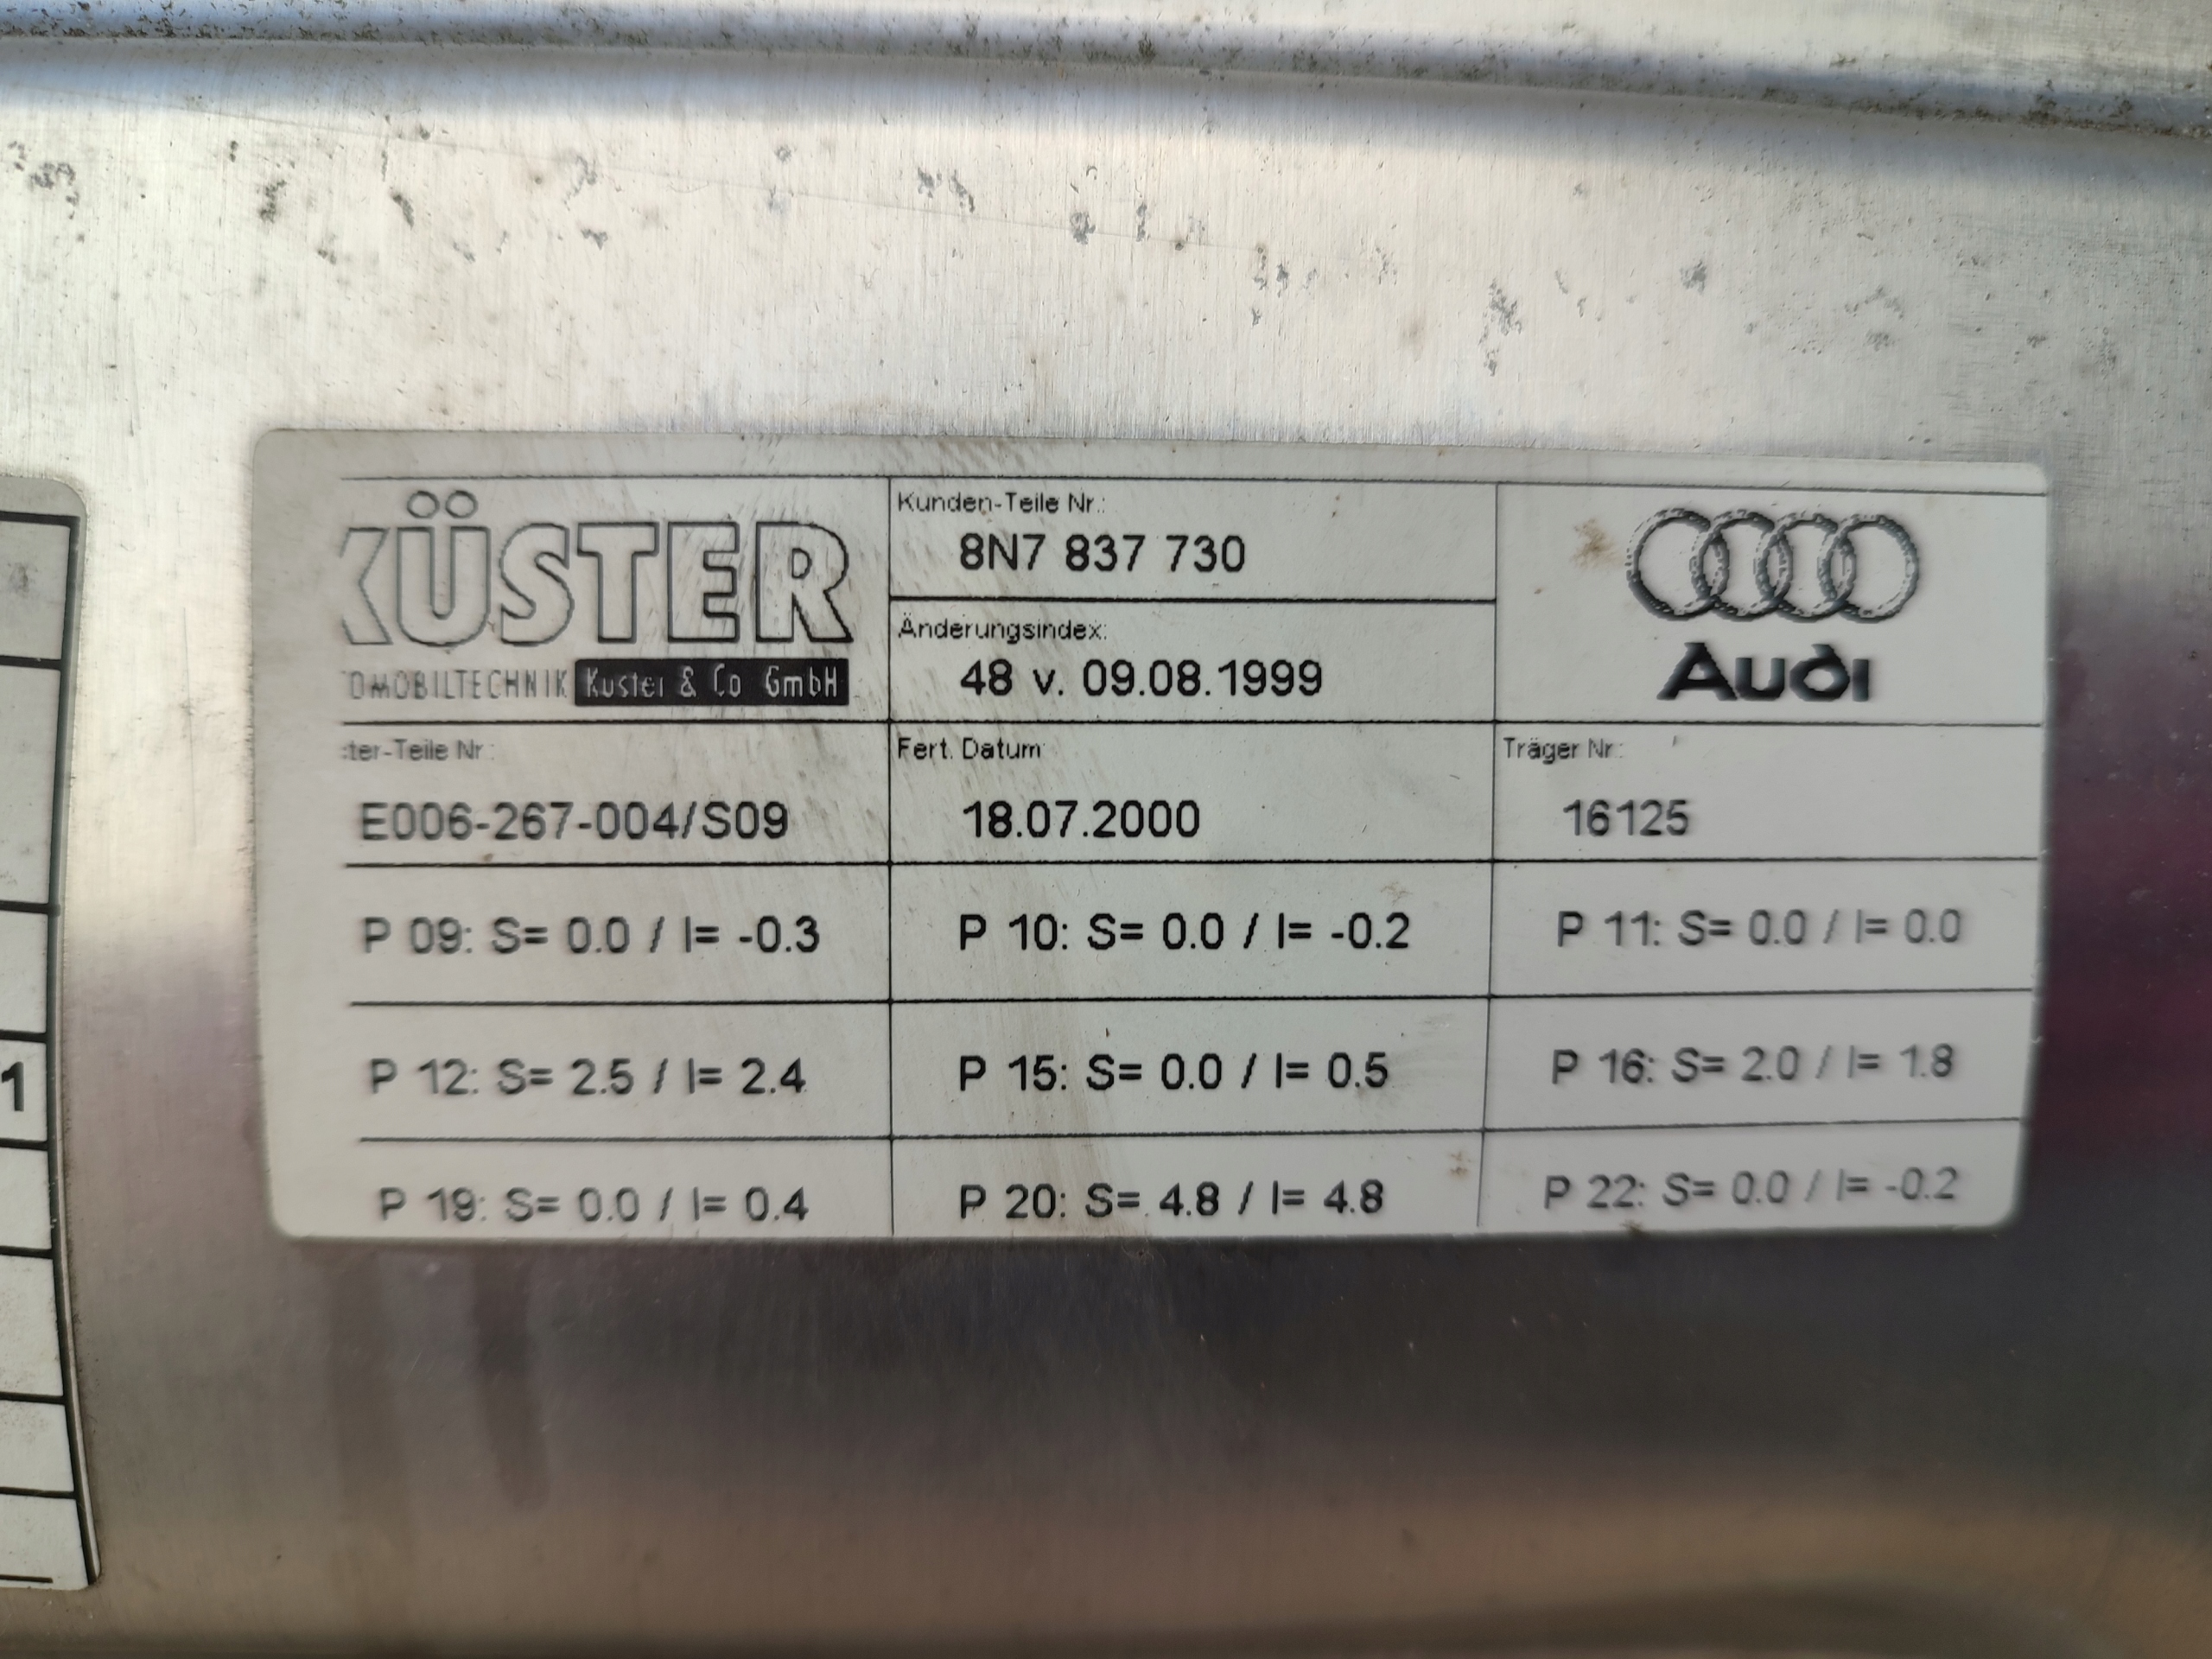 KÜSTER
OMOBILTECHNIK Küster & Co GmbH
Kunden-Teile Nr.:
8N7 837 730
Änderungsindex:
48 v. 09.08.1999
Audi
ter-Teile Nr.:
E006-267-004/S09
Fert. Datum
18.07.2000
Träger Nr.:
16125
P 09: S= 0.0 / I= -0.3
P 10: S= 0.0 / I= -0.2
P 11: S= 0.0 / I= 0.0
P 12: S= 2.5 / I= 2.4
P 15: S= 0.0 / I= 0.5
P 16: S= 2.0 / I= 1.8
P 19: S= 0.0 / I= 0.4
P 20: S= 4.8 / I= 4.8
P 22: S= 0.0 / I= -0.2
1